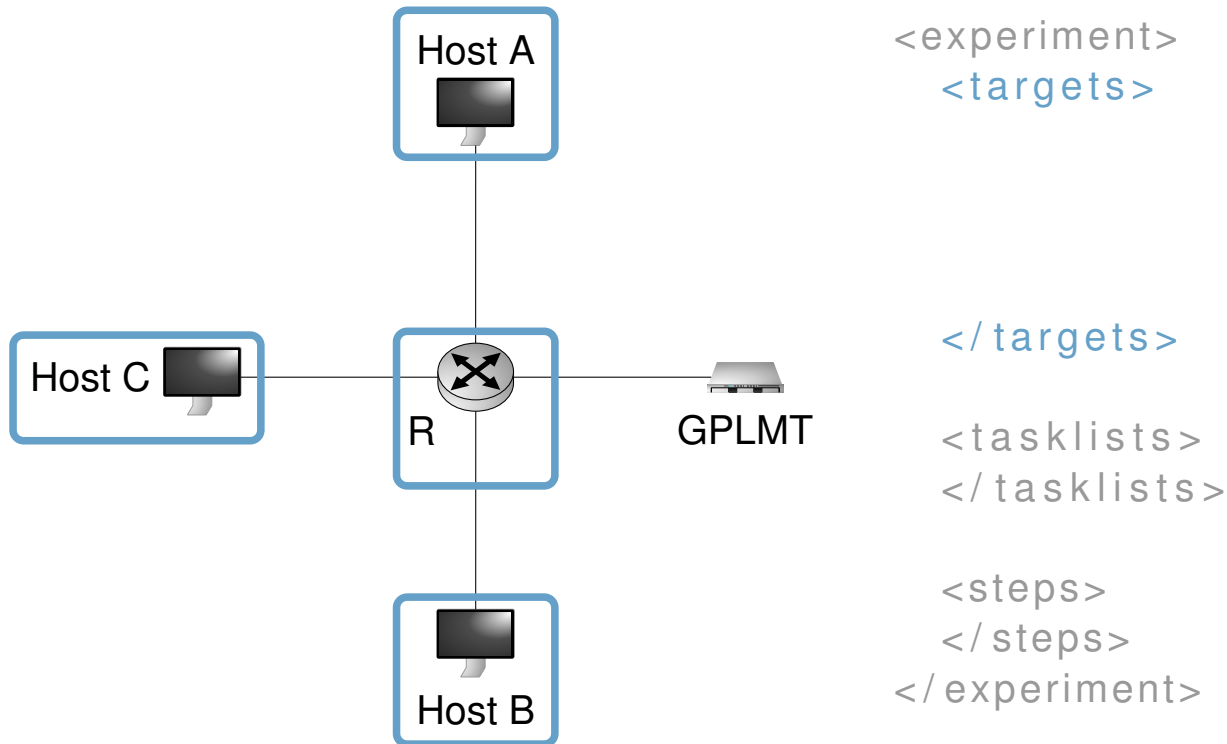 Host A
Host C
R
GPLMT
Host B
<experiment>
<targets>
</targets>
<tasklists>
</tasklists>
<steps>
</steps>
</experiment>